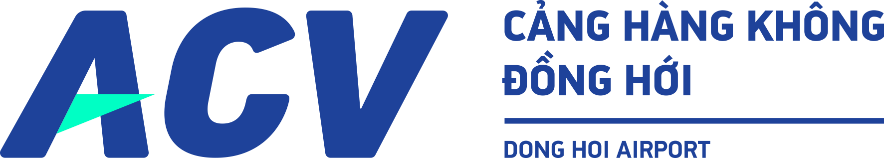 ACV
CẢNG HÀNG KHÔNG
ĐỒNG HỚI
DONG HOI AIRPORT